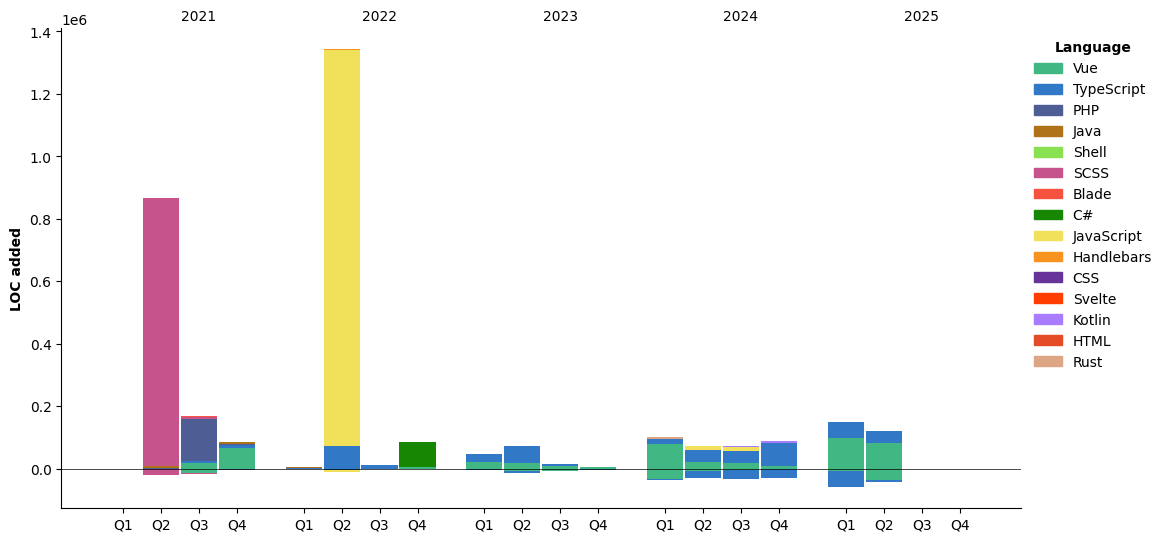 1e6
2021 2022 2023 2024 2025
1.4
1.2
1.0
0.8
0.6
0.4
0.2
0.0
LOC added
Q1 Q2 Q3 Q4 Q1 Q2 Q3 Q4 Q1 Q2 Q3 Q4 Q1 Q2 Q3 Q4 Q1 Q2 Q3 Q4
Language
Vue
TypeScript
PHP
Java
Shell
SCSS
Blade
C#
JavaScript
Handlebars
CSS
Svelte
Kotlin
HTML
Rust